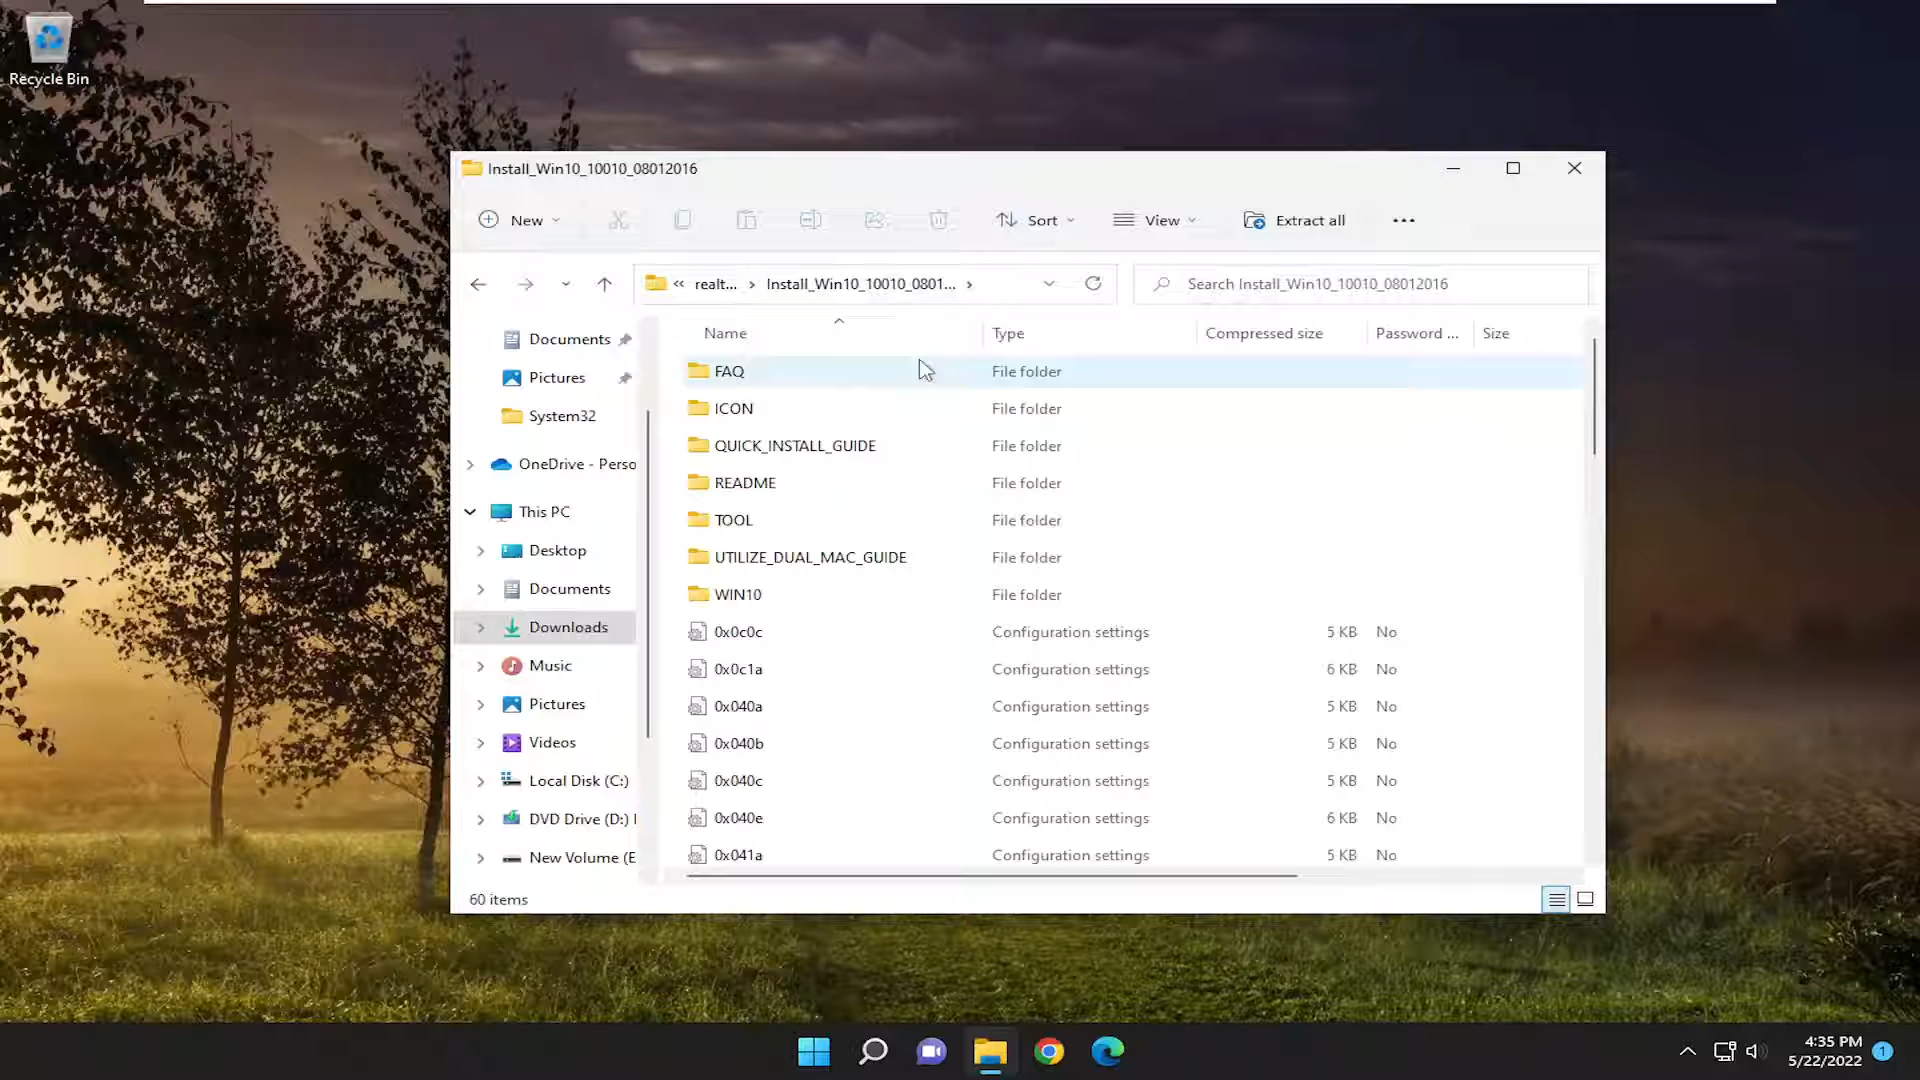 Recycle Bin
Install_Win10_10010_08012016
New
Sort
View
Extract all
realt...
Install_Win10_10010_0801...
Search Install_Win10_10010_08012016
Name
Type
Compressed size
Password ...
Size
Documents
Pictures
System32
OneDrive - Perso
This PC
Desktop
Documents
Downloads
Music
Pictures
Videos
Local Disk (C:)
DVD Drive (D:)
New Volume (E
FAQ File folder
ICON File folder
QUICK_INSTALL_GUIDE File folder
README File folder
TOOL File folder
UTILIZE_DUAL_MAC_GUIDE File folder
WIN10 File folder
0x0c0c Configuration settings 5 KB No
0x0c1a Configuration settings 6 KB No
0x040a Configuration settings 5 KB No
0x040b Configuration settings 5 KB No
0x040c Configuration settings 5 KB No
0x040e Configuration settings 6 KB No
0x041a Configuration settings 5 KB No
60 items
4:35 PM
5/22/2022
1